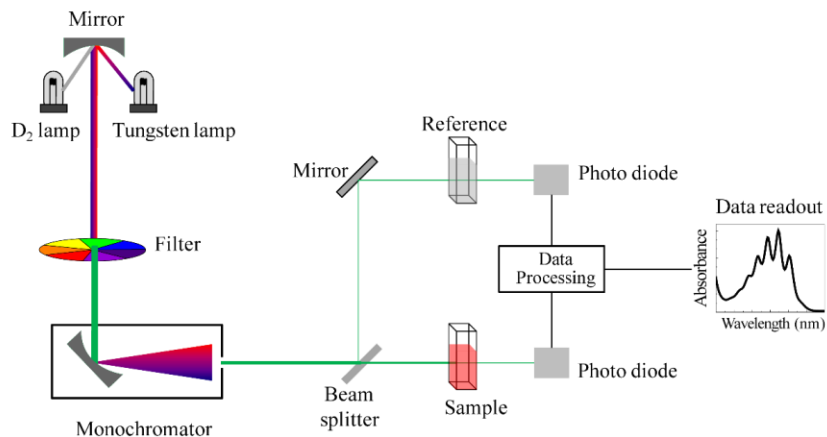 Mirror
D₂ lamp
Tungsten lamp
Filter
Monochromator
Mirror
Reference
Photo diode
Data
Processing
Beam
splitter
Sample
Photo diode
Data readout
Absorbance
Wavelength (nm)